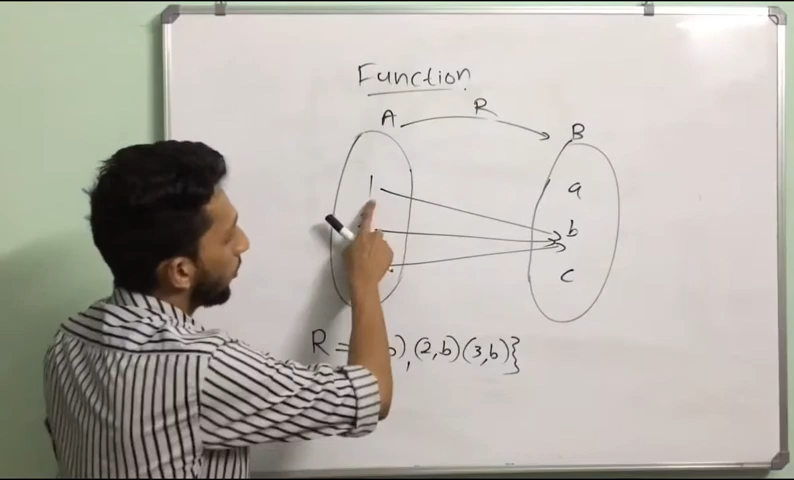 Function
A R B
1
a
b
c
R = b), (2,b) (3,b)}